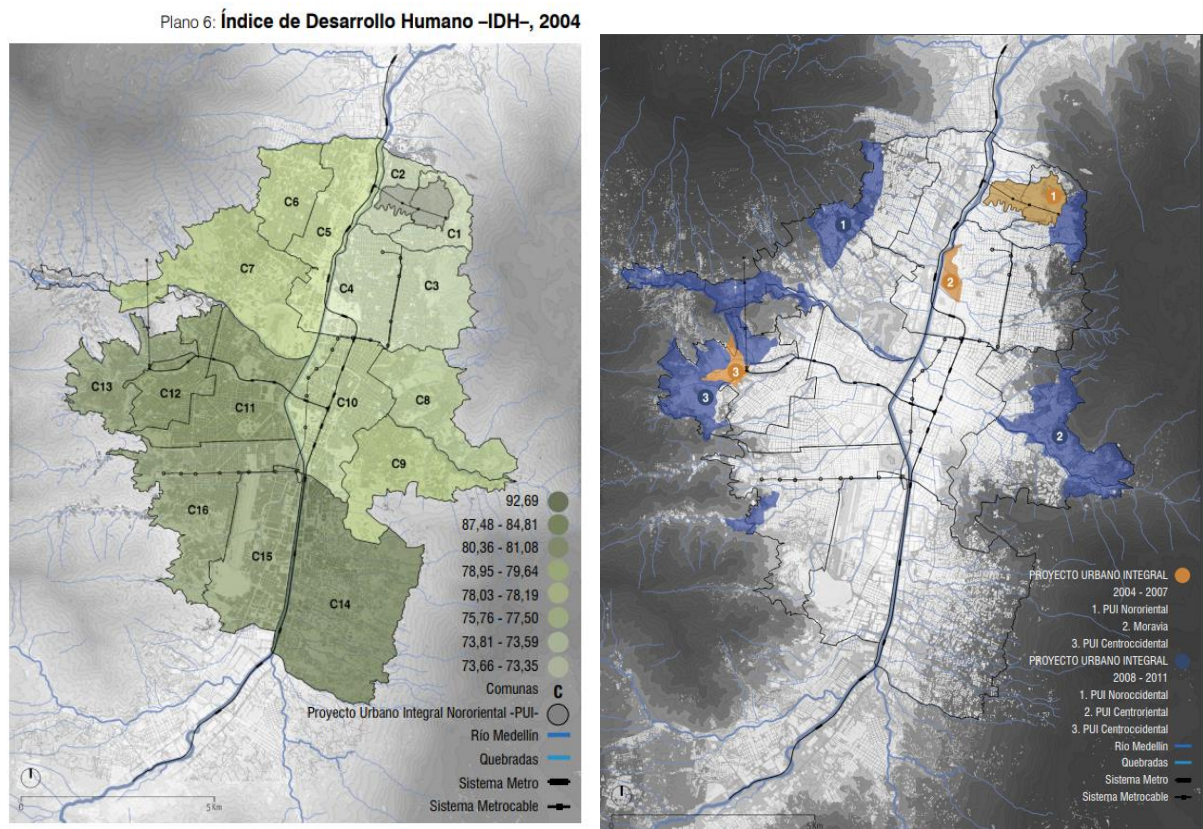 Plano 6: Índice de Desarrollo Humano –IDH–, 2004
C2
C1
C6
C5
C7
C4
C3
C13
C12
C11
C10
C8
C9
C16
C15
C14
92,69
87,48 - 84,81
80,36 - 81,08
78,95 - 79,64
78,03 - 78,19
75,76 - 77,50
73,81 - 73,59
73,66 - 73,35
Comunas C
Proyecto Urbano Integral Nororiental -PUI-
Río Medellín
Quebradas
Sistema Metro
Sistema Metrocable
0 5 Km
1
1
2
3
3
2
PROYECTO URBANO INTEGRAL
2004 - 2007
1. PUI Nororiental
2. Moravia
3. PUI Centroccidental
PROYECTO URBANO INTEGRAL
2008 - 2011
1. PUI Noroccidental
2. PUI Centroriental
3. PUI Centroccidental
Río Medellín
Quebradas
Sistema Metro
Sistema Metrocable
0 5 Km